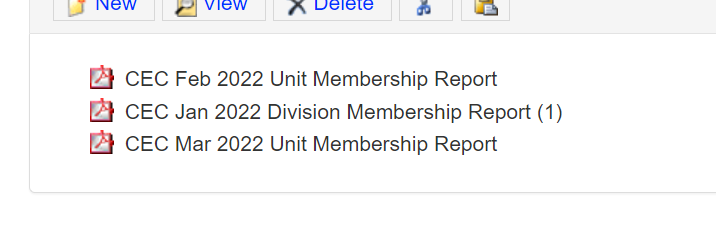 New View Delete
CEC Feb 2022 Unit Membership Report
CEC Jan 2022 Division Membership Report (1)
CEC Mar 2022 Unit Membership Report